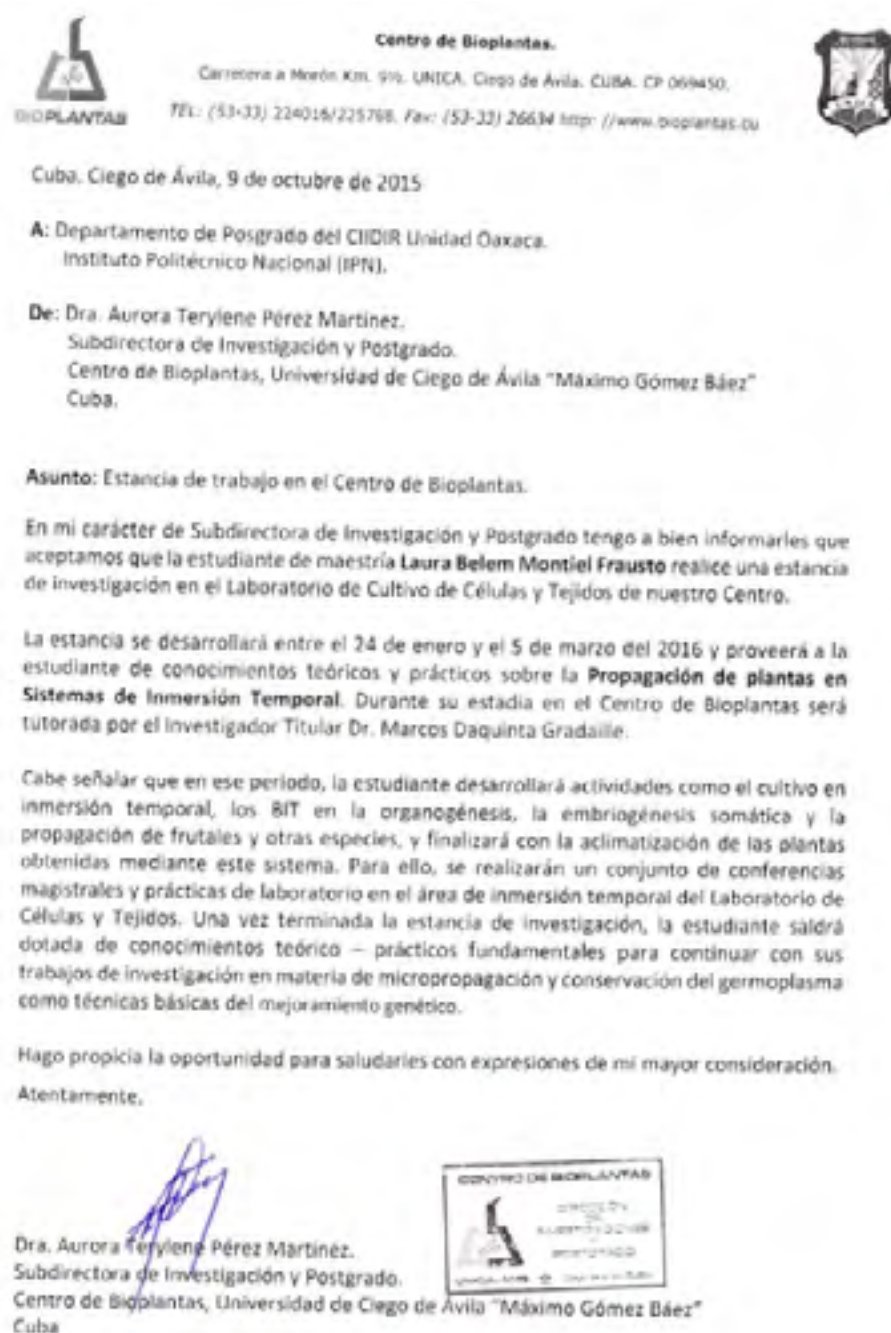 Centro de Bioplantas.
Carretera a Morón Km. 9½. UNICA. Ciego de Ávila. CUBA. CP 069450.
TEL: (53-33) 224016/225768. Fax: (53-33) 26634 http: //www.bioplantas.cu
BIOPLANTAS
Cuba. Ciego de Ávila, 9 de octubre de 2015
A: Departamento de Posgrado del CIIDIR Unidad Oaxaca.
Instituto Politécnico Nacional (IPN).
De: Dra. Aurora Terylene Pérez Martínez.
Subdirectora de Investigación y Postgrado.
Centro de Bioplantas, Universidad de Ciego de Ávila "Máximo Gómez Báez"
Cuba.
Asunto: Estancia de trabajo en el Centro de Bioplantas.
En mi carácter de Subdirectora de Investigación y Postgrado tengo a bien informarles que
aceptamos que la estudiante de maestría Laura Belem Montiel Frausto realice una estancia
de investigación en el Laboratorio de Cultivo de Células y Tejidos de nuestro Centro.
La estancia se desarrollará entre el 24 de enero y el 5 de marzo del 2016 y proveerá a la
estudiante de conocimientos teóricos y prácticos sobre la Propagación de plantas en
Sistemas de Inmersión Temporal. Durante su estadia en el Centro de Bioplantas será
tutorada por el Investigador Titular Dr. Marcos Daquinta Gradaille.
Cabe señalar que en ese periodo, la estudiante desarrollará actividades como el cultivo en
inmersión temporal, los BIT en la organogénesis, la embriogénesis somática y la
propagación de frutales y otras especies, y finalizará con la aclimatización de las plantas
obtenidas mediante este sistema. Para ello, se realizarán un conjunto de conferencias
magistrales y prácticas de laboratorio en el área de inmersión temporal del Laboratorio de
Células y Tejidos. Una vez terminada la estancia de investigación, la estudiante saldrá
dotada de conocimientos teórico – prácticos fundamentales para continuar con sus
trabajos de investigación en materia de micropropagación y conservación del germoplasma
como técnicas básicas del mejoramiento genético.
Hago propicia la oportunidad para saludarles con expresiones de mi mayor consideración.
Atentamente,
CENTRO DE BIOPLANTAS
Dra. Aurora Terylene Pérez Martínez.
Subdirectora de Investigación y Postgrado.
Centro de Bioplantas, Universidad de Ciego de Ávila "Máximo Gómez Báez"
Cuba